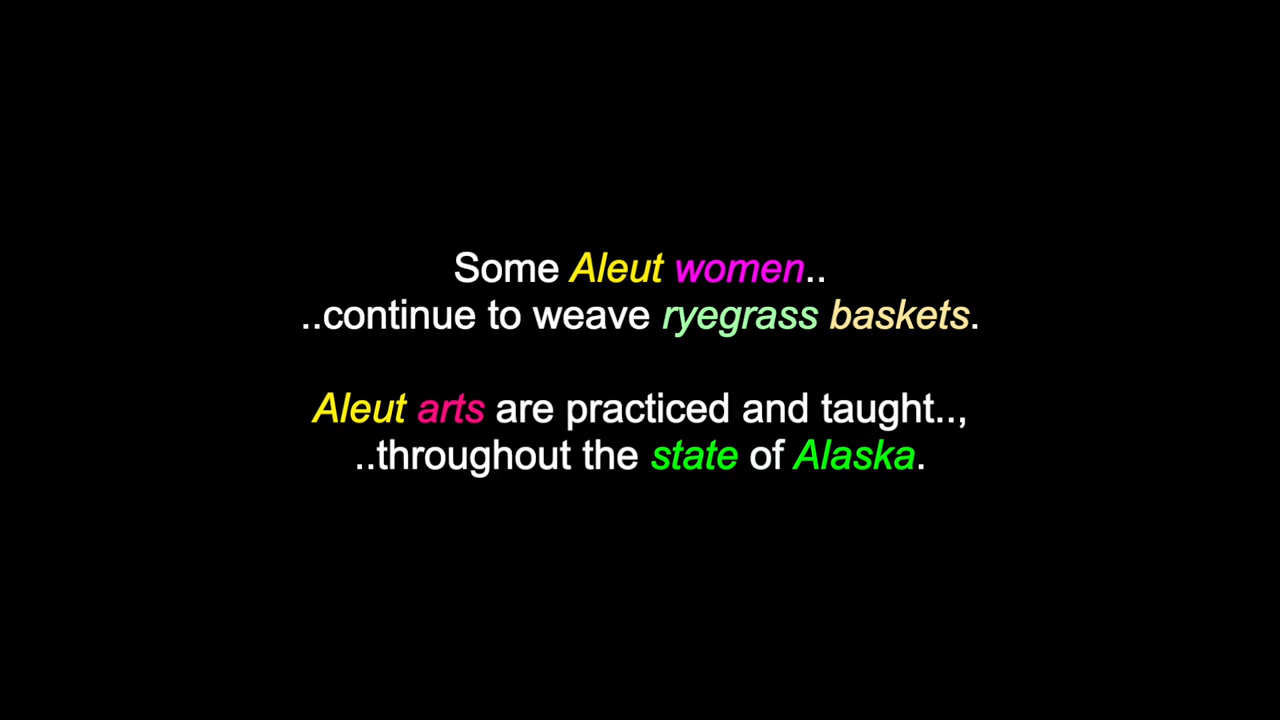 Some Aleut women..
..continue to weave ryegrass baskets.
Aleut arts are practiced and taught..,
..throughout the state of Alaska.